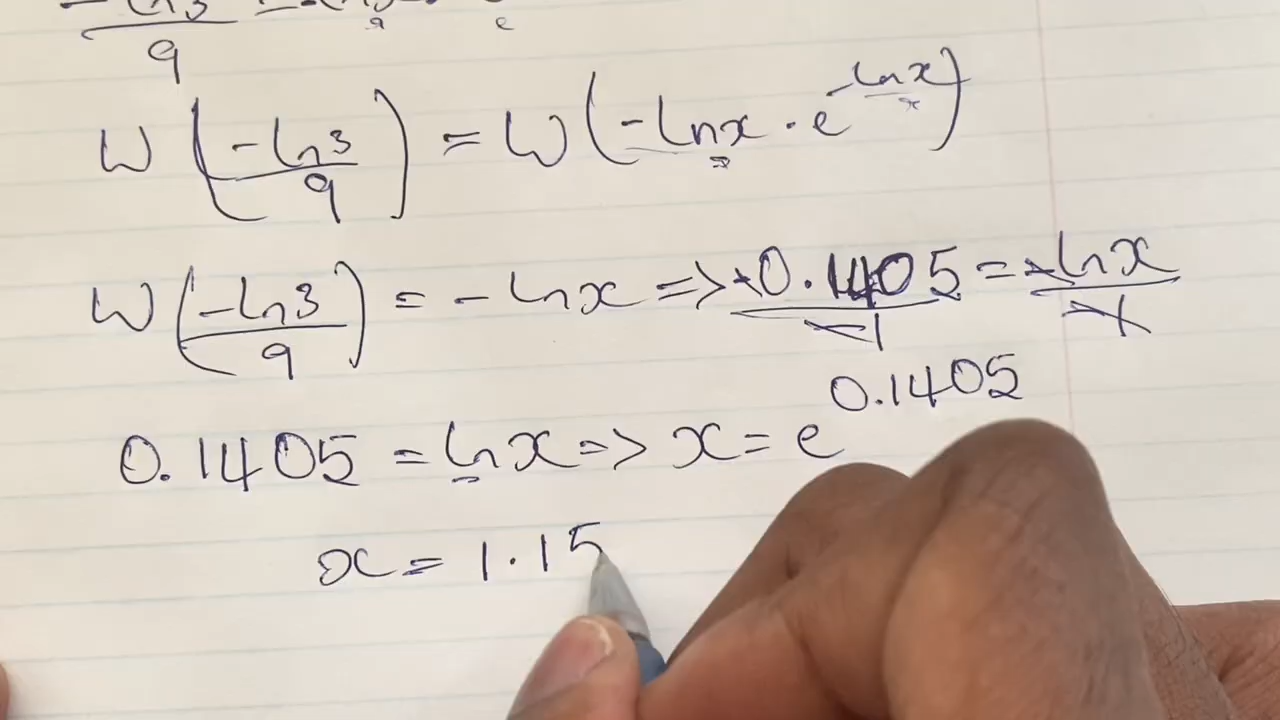 9
W(-ln3/9) = W(-lnx · e^-lnx)
W(-ln3/9) = -lnx => -0.1405/-1 = -lnx/-1
0.1405 = lnx => x = e^0.1405
x = 1.15